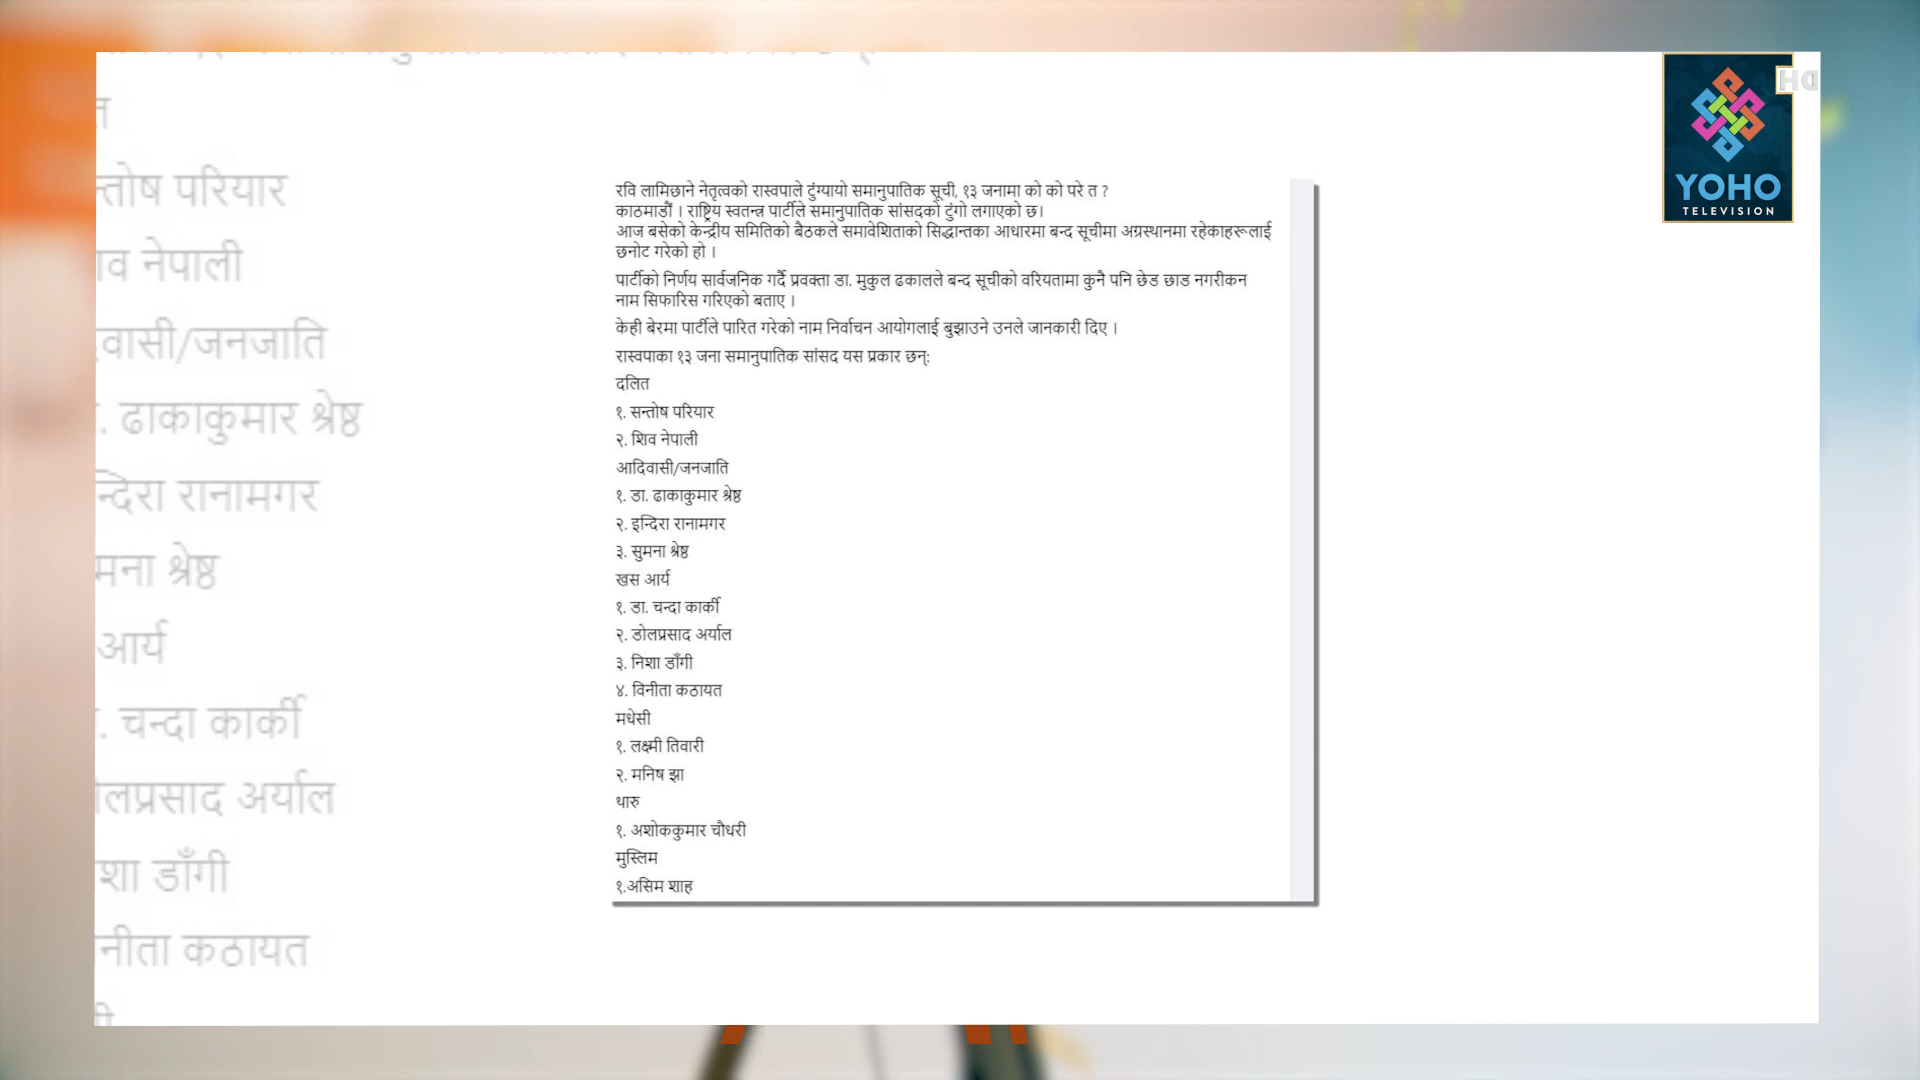 रवि लामिछाने नेतृत्वको रास्वपाले टुंग्यायो समानुपातिक सूची, १३ जनामा को को परे त ?
काठमाडौं । राष्ट्रिय स्वतन्त्र पार्टीले समानुपातिक सांसदको टुंगो लगाएको छ।
आज बसेको केन्द्रीय समितिको बैठकले समावेशिताको सिद्धान्तका आधारमा बन्द सूचीमा अग्रस्थानमा रहेकाहरूलाई
छनोट गरेको हो ।
पार्टीको निर्णय सार्वजनिक गर्दै प्रवक्ता डा. मुकुल ढकालले बन्द सूचीको वरियतामा कुनै पनि छेड छाड नगरीकन
नाम सिफारिस गरिएको बताए ।
केही बेरमा पार्टीले पारित गरेको नाम निर्वाचन आयोगलाई बुझाउने उनले जानकारी दिए ।
रास्वपाका १३ जना समानुपातिक सांसद यस प्रकार छन्:
दलित
१. सन्तोष परियार
२. शिव नेपाली
आदिवासी/जनजाति
१. डा. ढाकाकुमार श्रेष्ठ
२. इन्दिरा रानामगर
३. सुमना श्रेष्ठ
खस आर्य
१. डा. चन्दा कार्की
२. डोलप्रसाद अर्याल
३. निशा डाँगी
४. विनीता कठायत
मधेसी
१. लक्ष्मी तिवारी
२. मनिष झा
थारु
१. अशोककुमार चौधरी
मुस्लिम
१.असिम शाह
परियार
नेपाली
ढाकाकुमार श्रेष्ठ
रानामगर
श्रेष्ठ
आर्य
चन्दा कार्की
अर्याल
डाँगी
कठायत
YOHO
TELEVISION